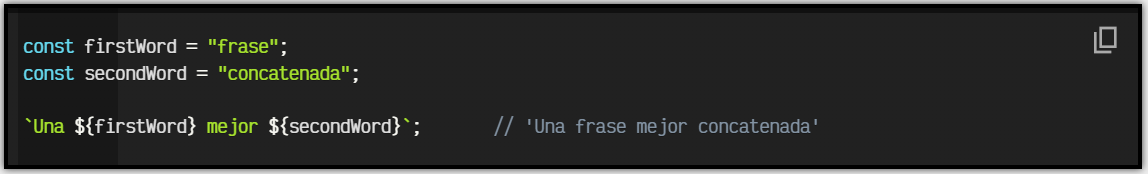 const firstWord = "frase";
const secondWord = "concatenada";
`Una ${firstWord} mejor ${secondWord}`; // 'Una frase mejor concatenada'